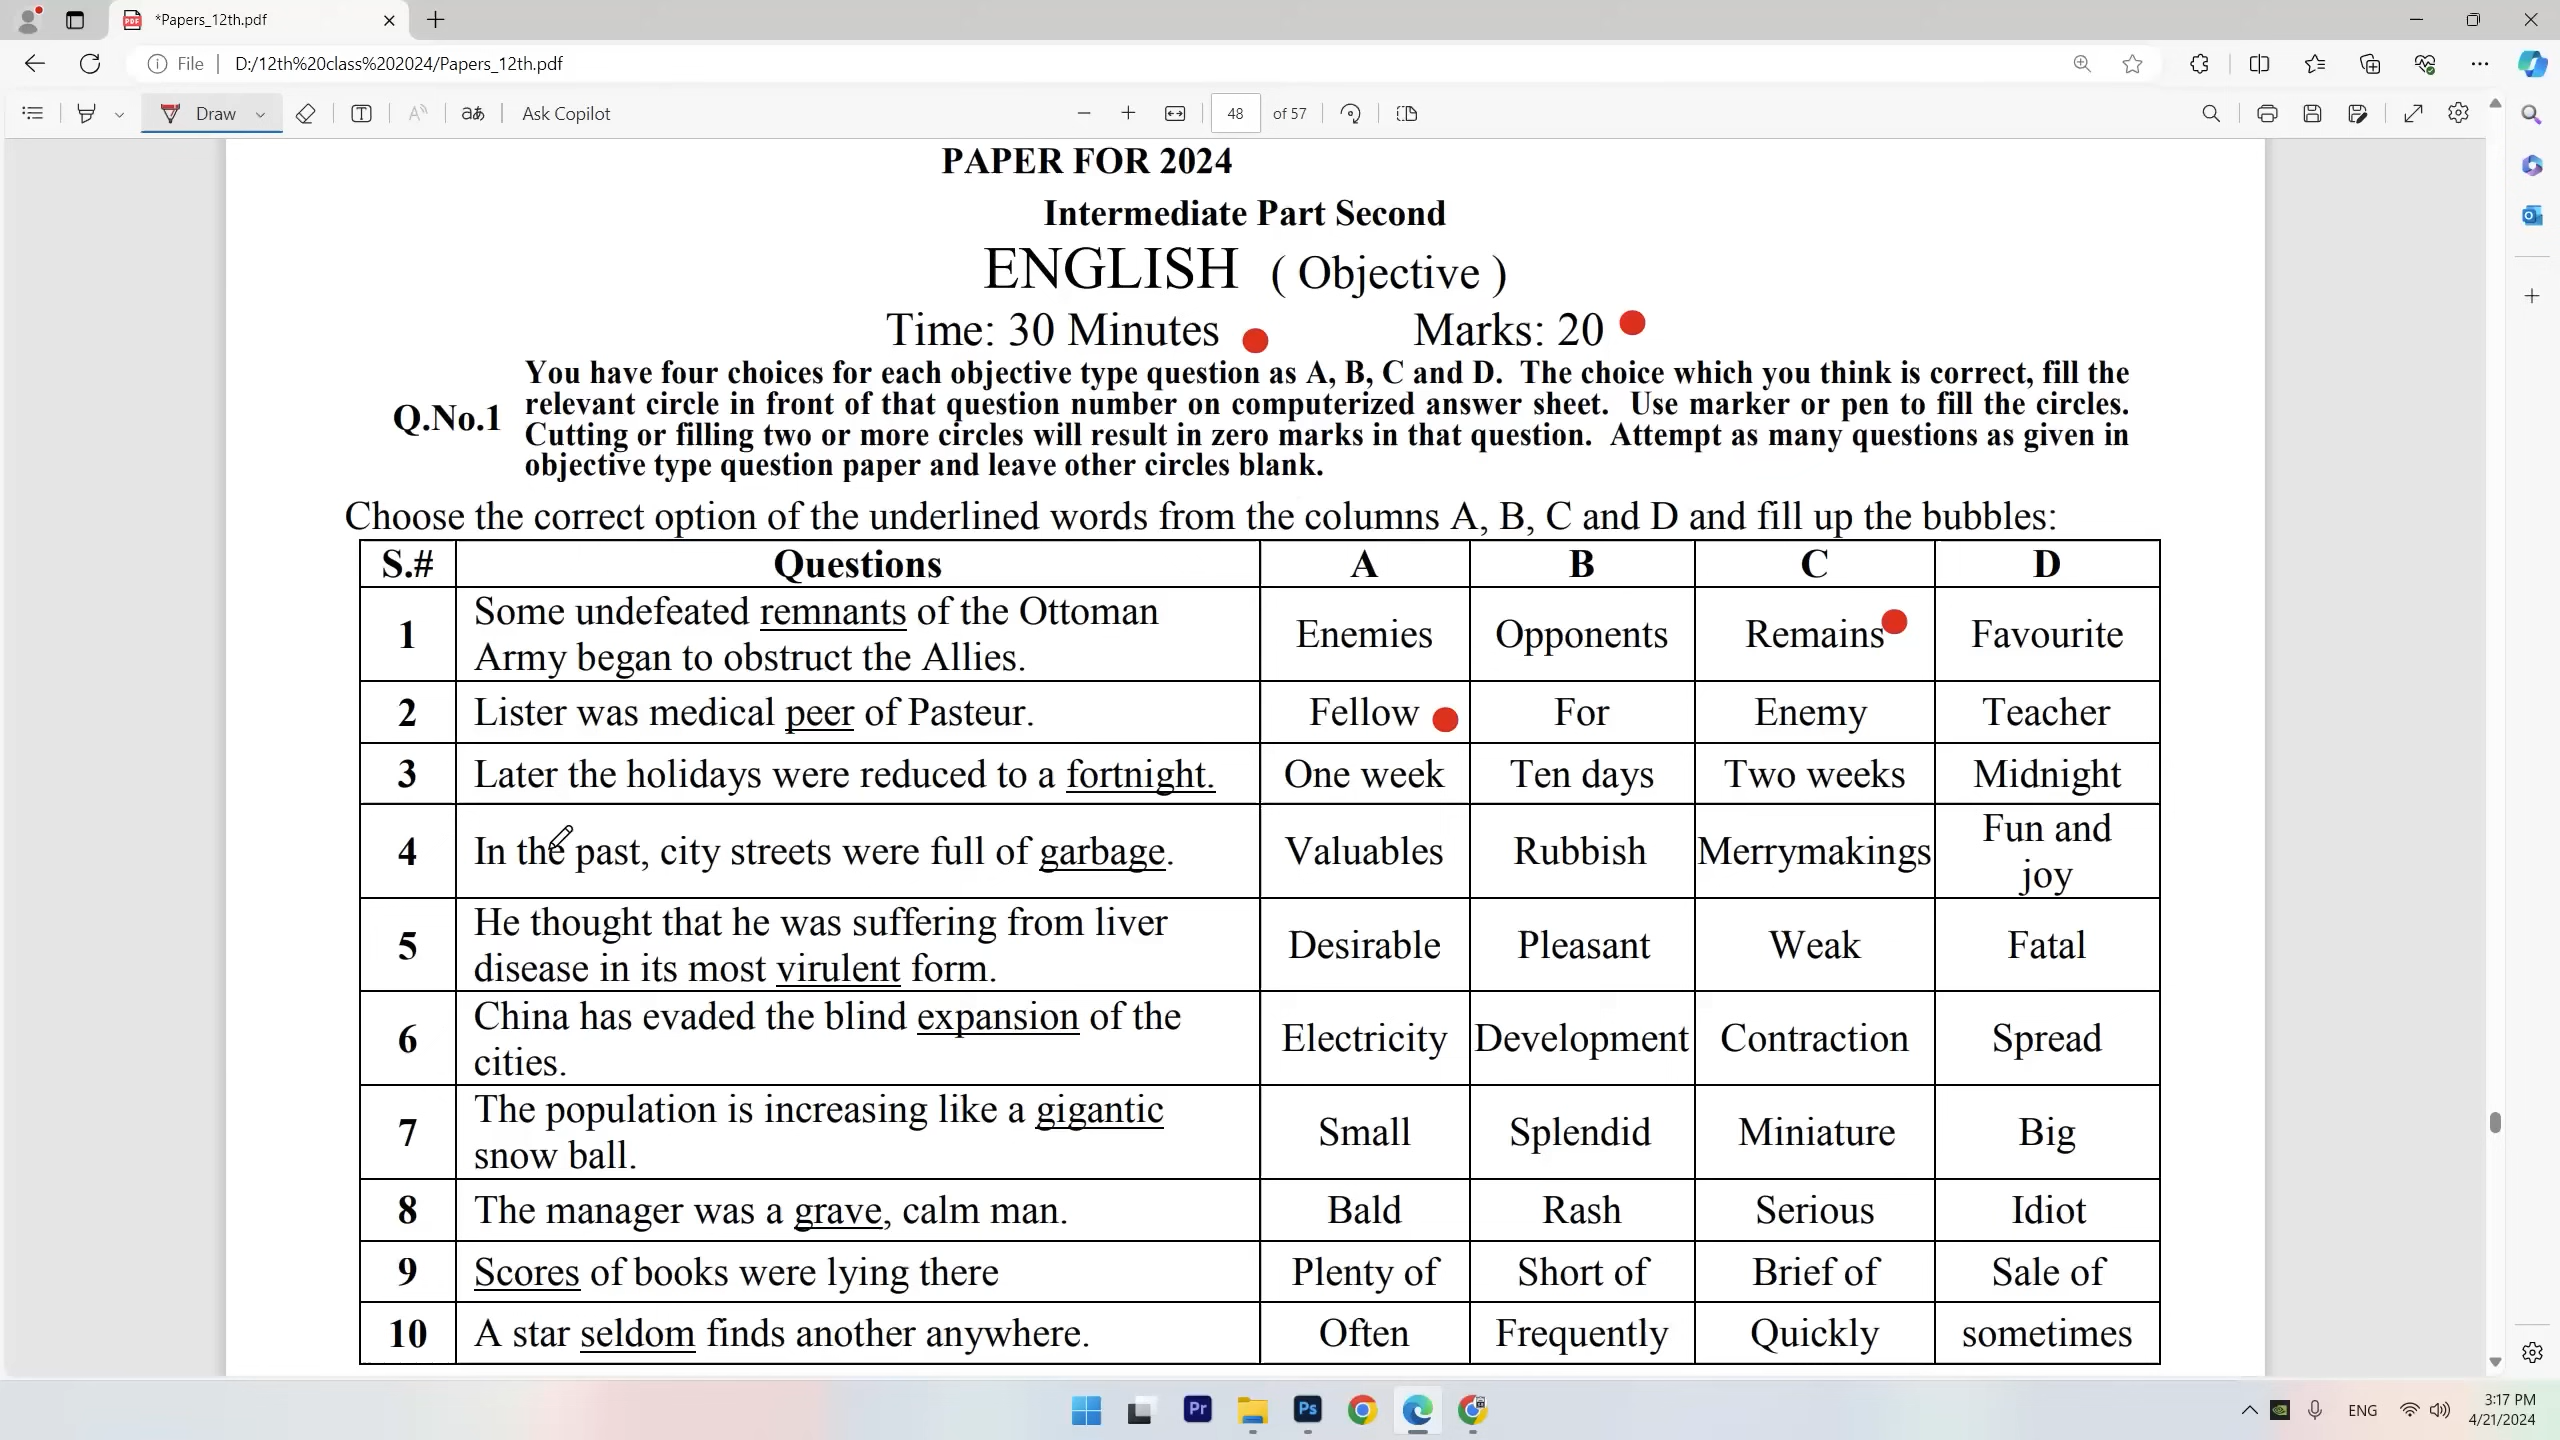 *Papers_12th.pdf
File D:/12th%20class%202024/Papers_12th.pdf
Draw Ask Copilot 48 of 57
PAPER FOR 2024
Intermediate Part Second
ENGLISH ( Objective )
Time: 30 Minutes Marks: 20
You have four choices for each objective type question as A, B, C and D. The choice which you think is correct, fill the
relevant circle in front of that question number on computerized answer sheet. Use marker or pen to fill the circles.
Q.No.1
Cutting or filling two or more circles will result in zero marks in that question. Attempt as many questions as given in
objective type question paper and leave other circles blank.
Choose the correct option of the underlined words from the columns A, B, C and D and fill up the bubbles:
S.# Questions A B C D
1 Some undefeated remnants of the Ottoman
Army began to obstruct the Allies. Enemies Opponents Remains Favourite
2 Lister was medical peer of Pasteur. Fellow For Enemy Teacher
3 Later the holidays were reduced to a fortnight. One week Ten days Two weeks Midnight
4 In the past, city streets were full of garbage. Valuables Rubbish Merrymakings Fun and
joy
5 He thought that he was suffering from liver
disease in its most virulent form. Desirable Pleasant Weak Fatal
6 China has evaded the blind expansion of the
cities. Electricity Development Contraction Spread
7 The population is increasing like a gigantic
snow ball. Small Splendid Miniature Big
8 The manager was a grave, calm man. Bald Rash Serious Idiot
9 Scores of books were lying there Plenty of Short of Brief of Sale of
10 A star seldom finds another anywhere. Often Frequently Quickly sometimes
Pr Ps ENG 3:17 PM
4/21/2024